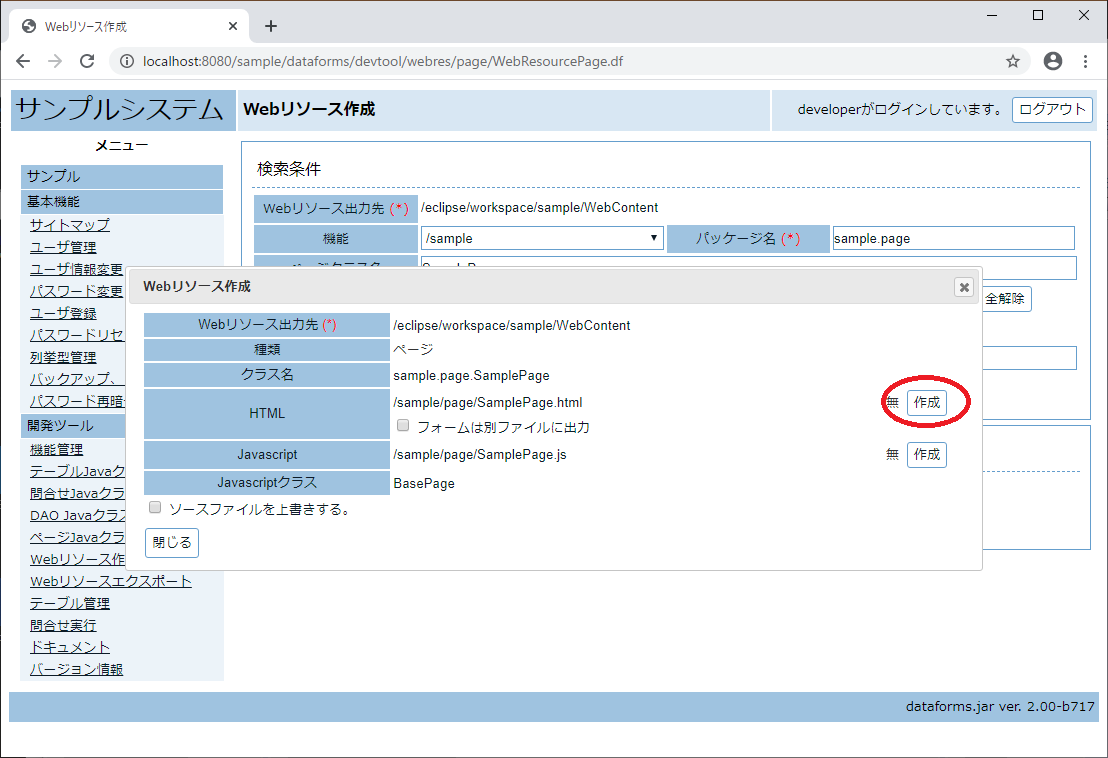 Webリソース作成
localhost:8080/sample/dataforms/devtool/webres/page/WebResourcePage.df
サンプルシステム Webリソース作成 developerがログインしています。 ログアウト
メニュー
サンプル
基本機能
サイトマップ
ユーザ管理
ユーザ情報変更
パスワード変更
ユーザ登録
パスワードリセ
列挙型管理
バックアップ、
パスワード再暗
開発ツール
機能管理
テーブルJavaク
問合せJavaクラ
DAO Javaクラス
ページJavaクラ
Webリソース作
Webリソースエクスポート
テーブル管理
問合せ実行
ドキュメント
バージョン情報
検索条件
Webリソース出力先 (*) /eclipse/workspace/sample/WebContent
機能 /sample パッケージ名 (*) sample.page
全解除
Webリソース作成
Webリソース出力先 (*) /eclipse/workspace/sample/WebContent
種類 ページ
クラス名 sample.page.SamplePage
HTML /sample/page/SamplePage.html 無 作成
フォームは別ファイルに出力
Javascript /sample/page/SamplePage.js 無 作成
Javascriptクラス BasePage
ソースファイルを上書きする。
閉じる
dataforms.jar ver. 2.00-b717